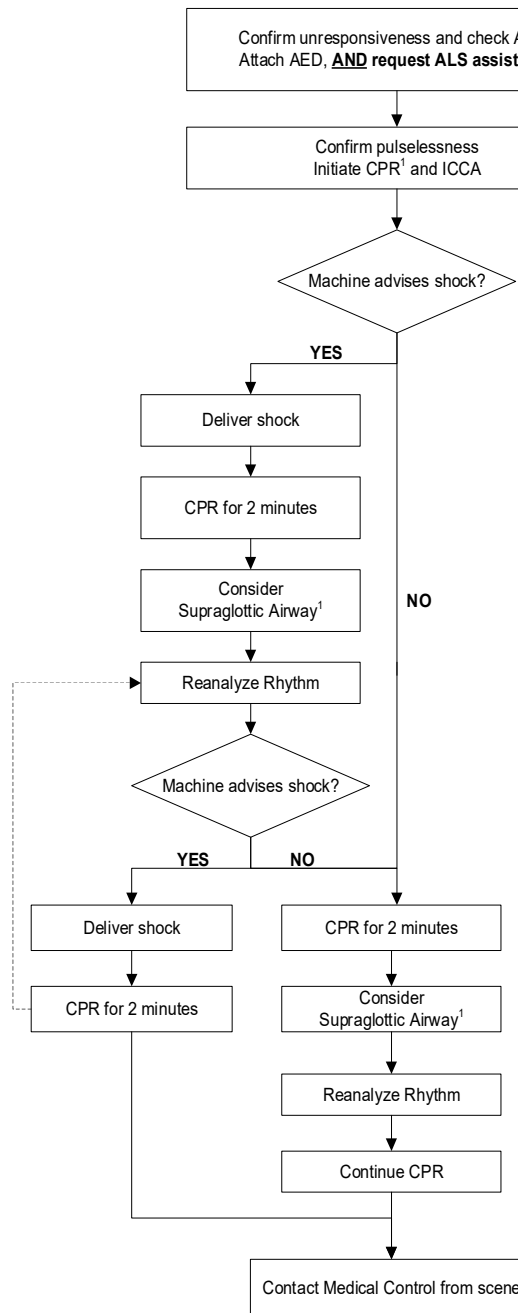 Confirm unresponsiveness and check
Attach AED, AND request ALS
Confirm pulselessness
Initiate CPR¹ and ICCA
Machine advises shock?
YES
Deliver shock
CPR for 2 minutes
NO
Consider
Supraglottic Airway¹
Reanalyze Rhythm
Machine advises shock?
YES
NO
Deliver shock
CPR for 2 minutes
CPR for 2 minutes
Consider
Supraglottic Airway¹
Reanalyze Rhythm
Continue CPR
Contact Medical Control from scene